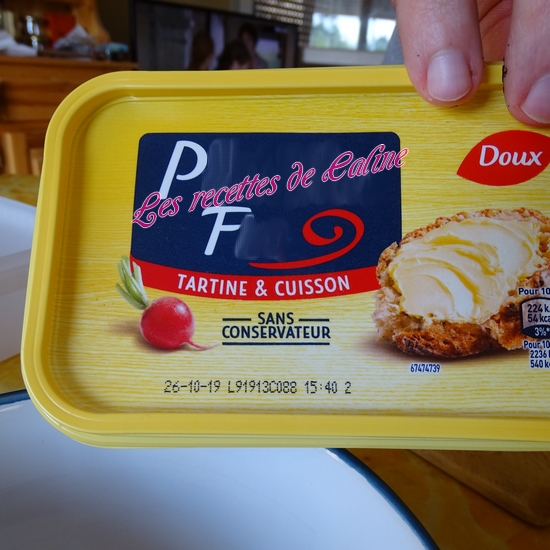 P
Les recettes de Caline
F
Doux
TARTINE & CUISSON
SANS
CONSERVATEUR
Pour 10
224 k
54 kca
3%
Pour 10
2236
540 k
67474739
26-10-19 L91913C088 15:40 2